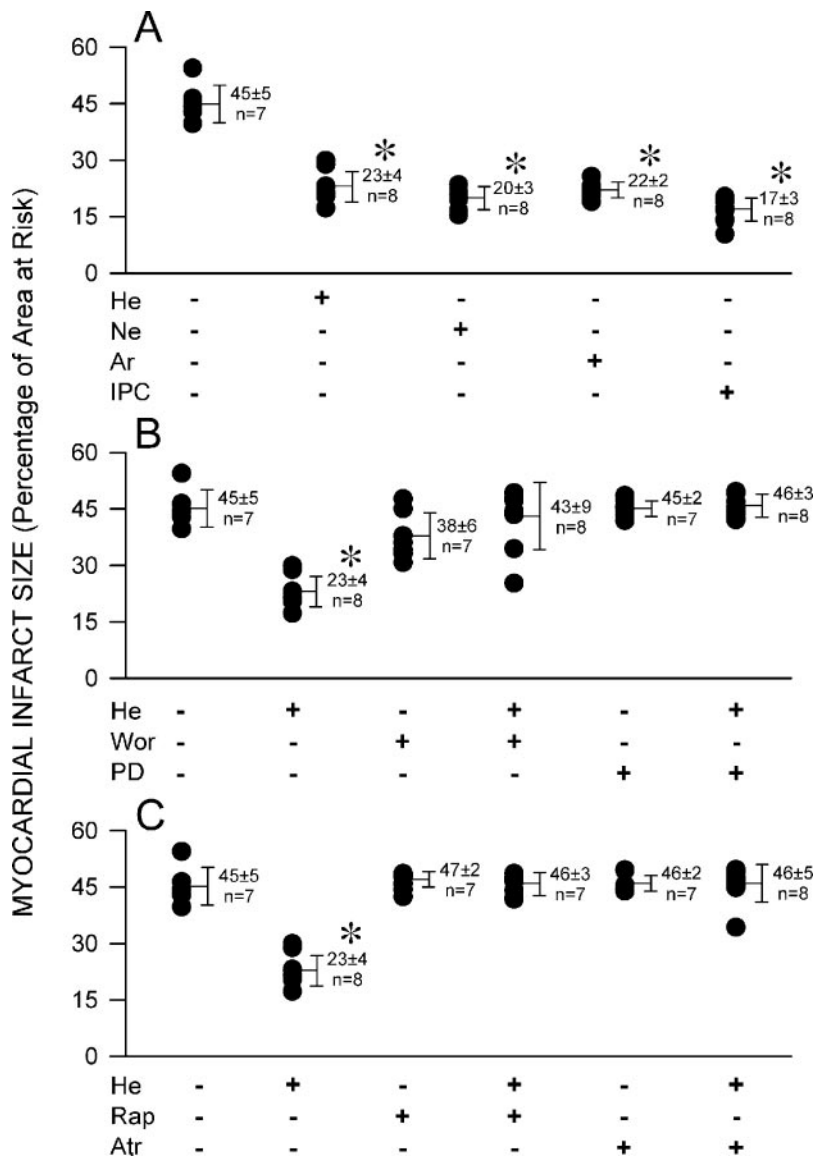 MYOCARDIAL INFARCT SIZE (Percentage of Area at Risk)
A
60
45
30
15
0
45±5
n=7
*
23±4
n=8
*
20±3
n=8
*
22±2
n=8
*
17±3
n=8
He - + - - -
Ne - - + - -
Ar - - - + -
IPC - - - - +
B
60
45
30
15
0
45±5
n=7
*
23±4
n=8
38±6
n=7
43±9
n=8
45±2
n=7
46±3
n=8
He - + - + - +
Wor - - + + - -
PD - - - - + +
C
60
45
30
15
0
45±5
n=7
*
23±4
n=8
47±2
n=7
46±3
n=7
46±2
n=7
46±5
n=8
He - + - + - +
Rap - - + + - -
Atr - - - - + +